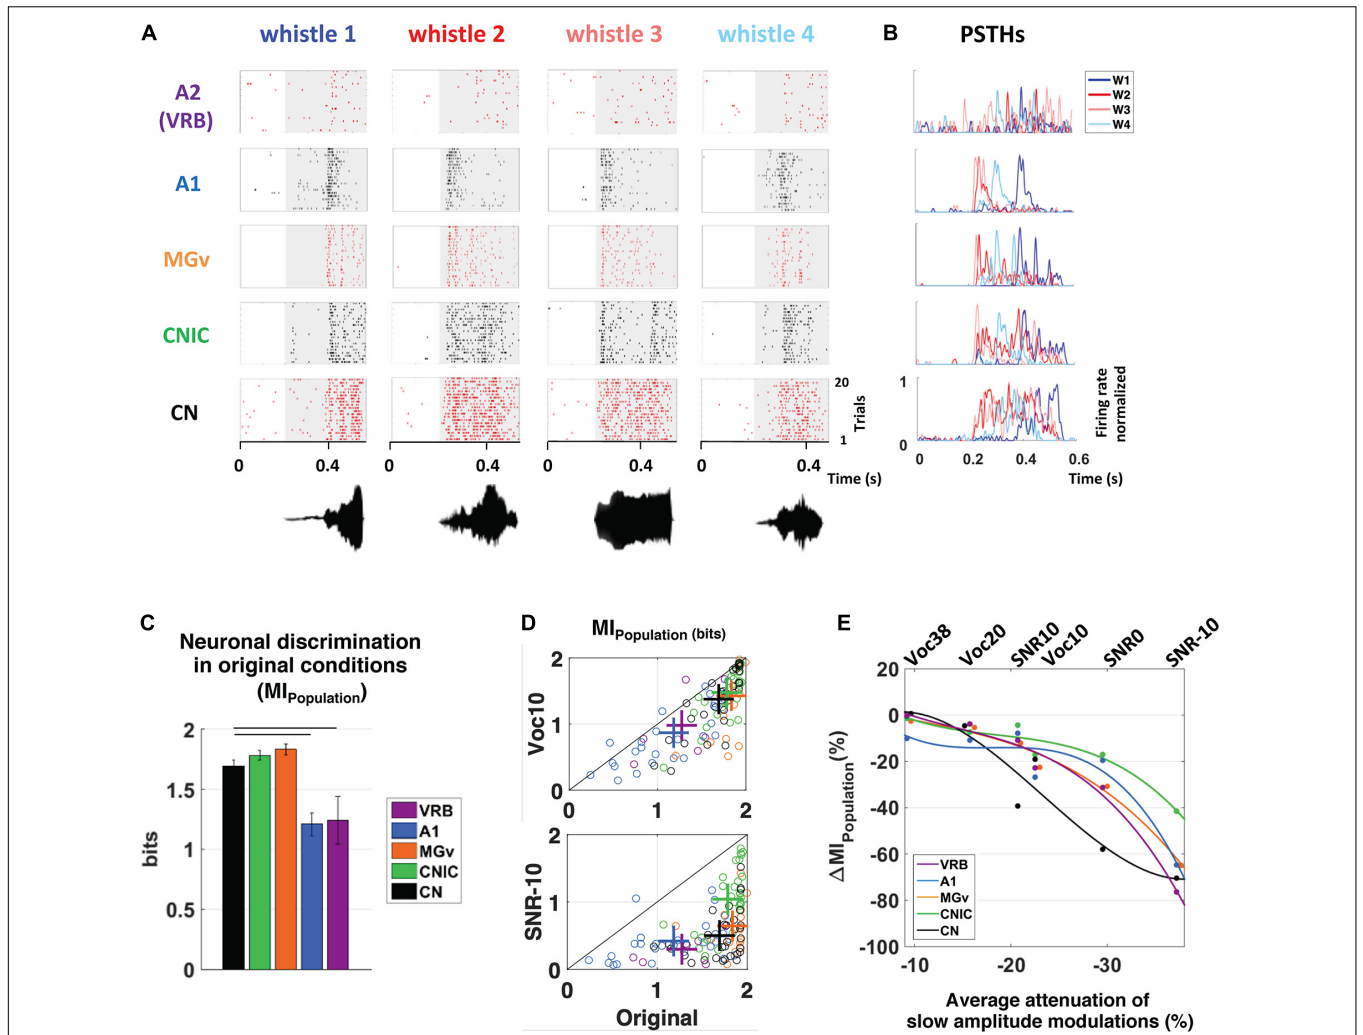 A
whistle 1
whistle 2
whistle 3
whistle 4
B
PSTHs
A2
(VRB)
W1
W2
W3
W4
A1
MGv
CNIC
CN
20
Trials
1
1
0
Firing rate
normalized
0
0.4
0
0.4
0
0.4
0
0.4
Time (s)
0
0.2
0.4
0.6
Time (s)
C
Neuronal discrimination
in original conditions
(MIPopulation)
2
1.5
1
0.5
0
bits
VRB
A1
MGv
CNIC
CN
D
MIPopulation (bits)
2
1
0
Voc10
0
1
2
2
1
0
SNR-10
0
1
2
Original
E
Voc38
Voc20
SNR10
Voc10
SNR0
SNR-10
20
0
-20
-40
-60
-80
-100
△MIPopulation(%)
VRB
A1
MGv
CNIC
CN
-10
-20
-30
Average attenuation of
slow amplitude modulations (%)